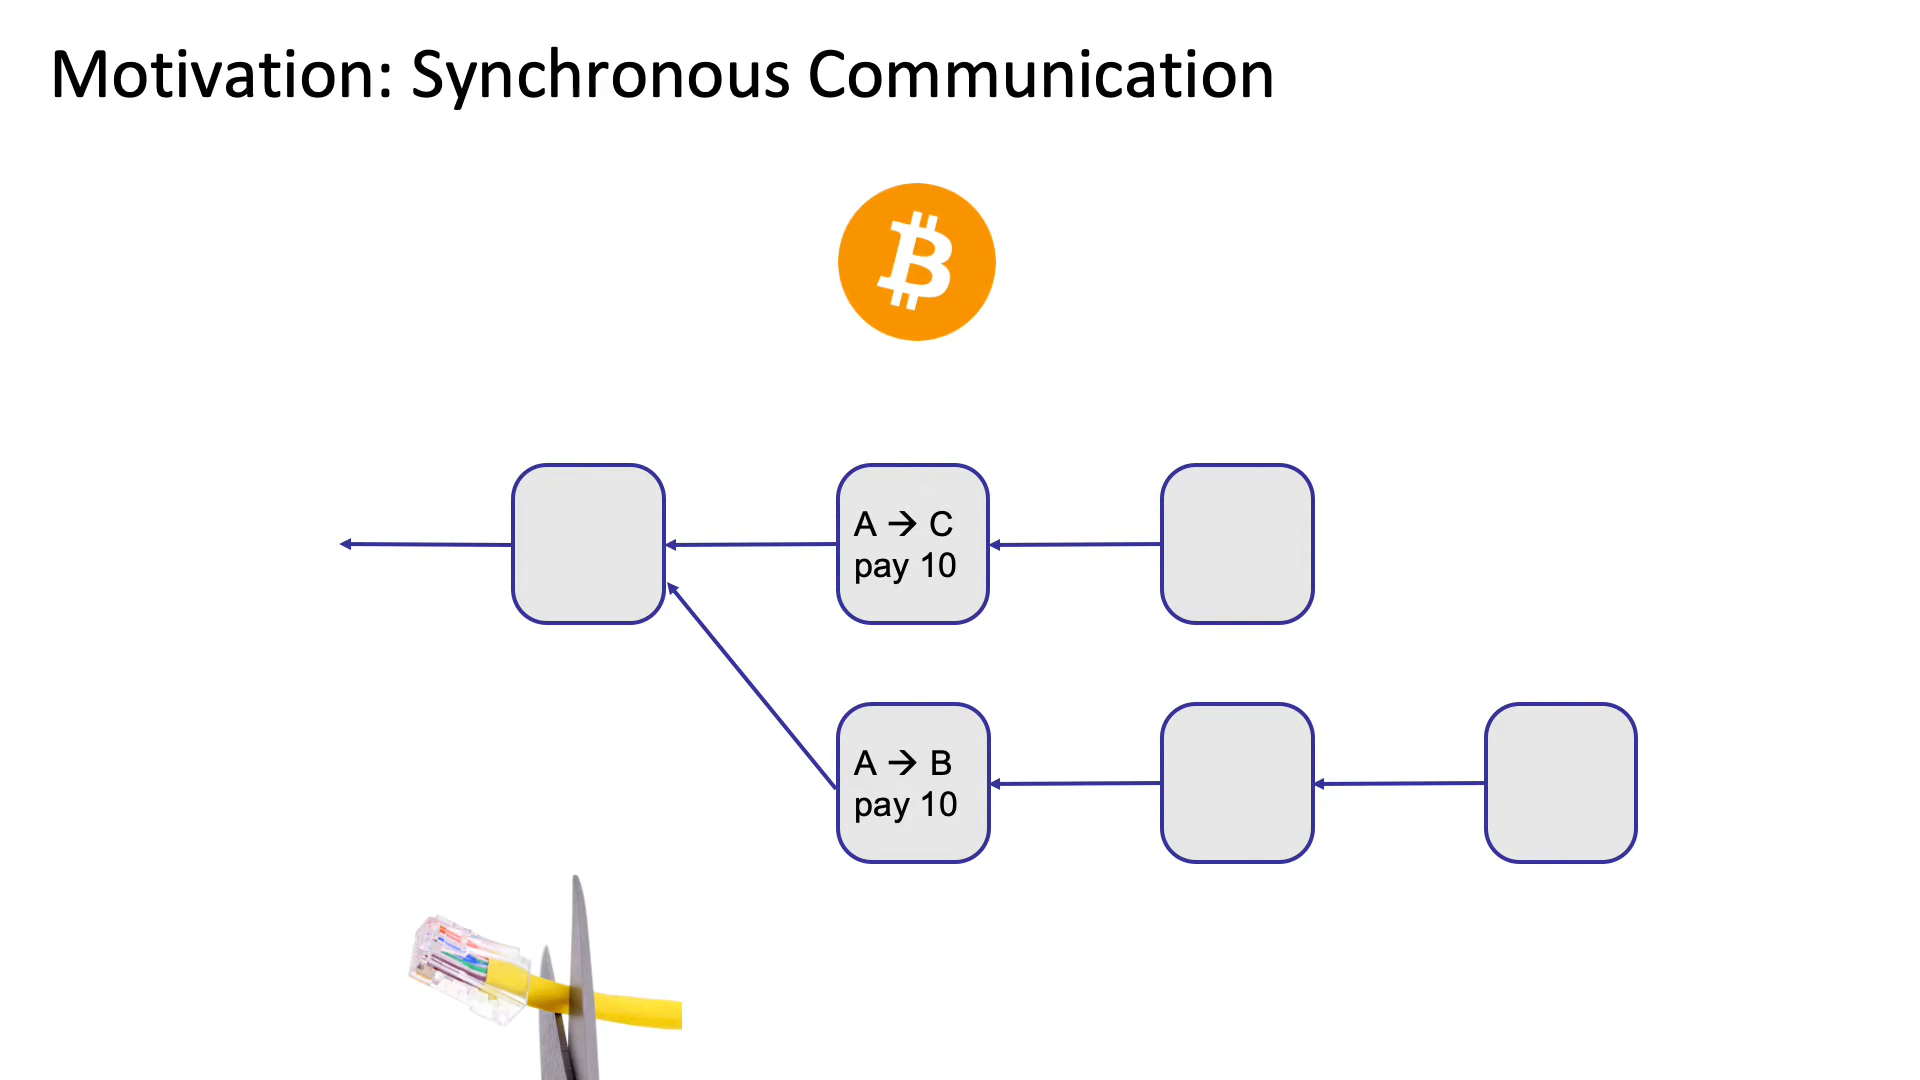 Motivation: Synchronous Communication
A → C
pay 10
A → B
pay 10